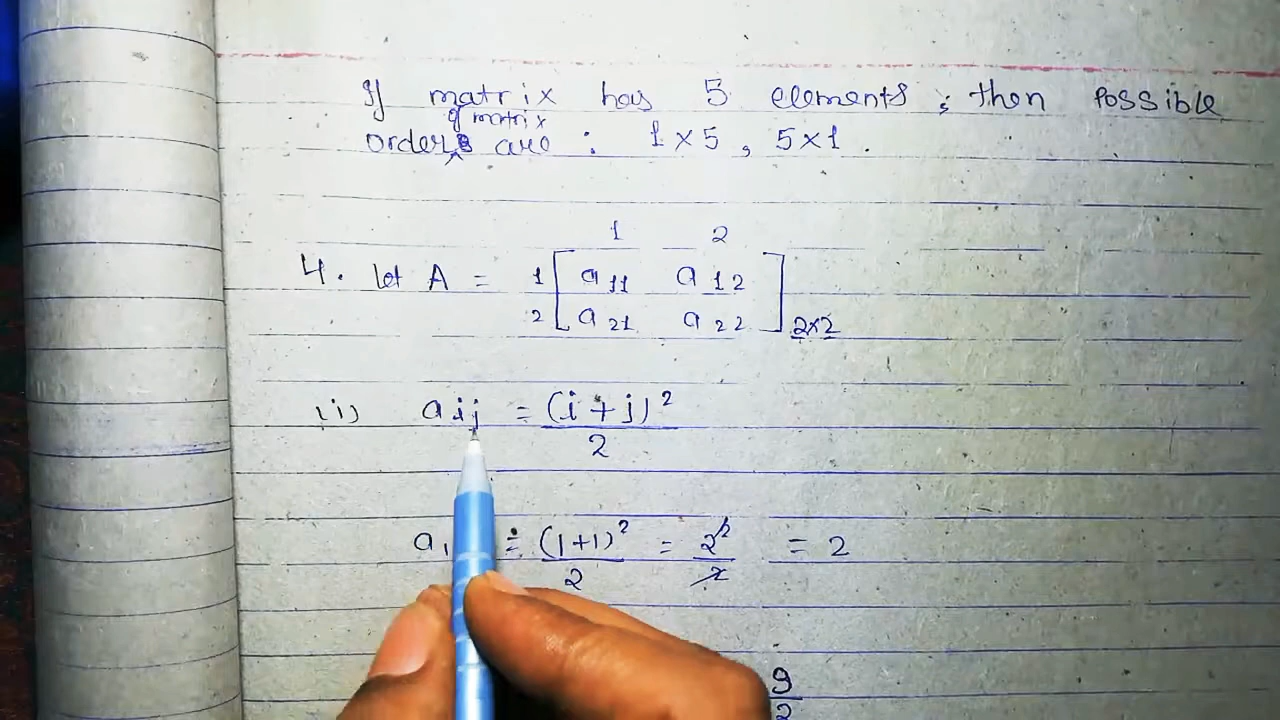 If matrix has 5 elements ; then possible
of matrix
orders are : 1 × 5 , 5 × 1 .
1 2
4. let A = 1 [ a11 a12 ]
2 [ a21 a22 ] 2×2
(i) aij = (i + j)² / 2
a1 = (1+1)² / 2 = 2² / 2 = 2
9 / 2